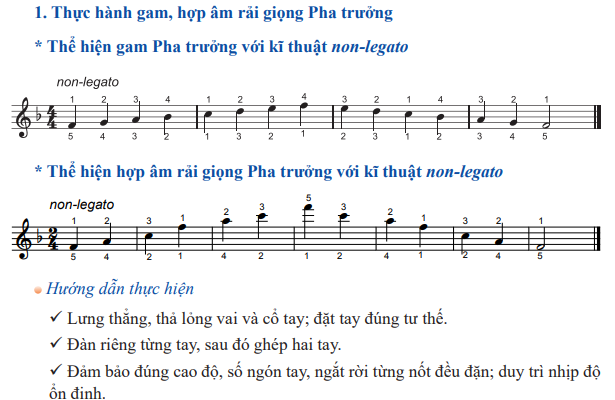 1. Thực hành gam, hợp âm rải giọng Pha trưởng
* Thể hiện gam Pha trưởng với kĩ thuật non-legato
non-legato
1 2 3 4 1 2 3 4 3 2 1 4 3 2 1
4 4
5 4 3 2 1 3 2 1 2 3 1 2 3 4 5
* Thể hiện hợp âm rải giọng Pha trưởng với kĩ thuật non-legato
non-legato
1 2 3 1 2 3 5 3 2 1 3 2 1
2 4
5 4 2 1 4 2 1 2 4 1 2 4 5
Hướng dẫn thực hiện
✓ Lưng thẳng, thả lỏng vai và cổ tay; đặt tay đúng tư thế.
✓ Đàn riêng từng tay, sau đó ghép hai tay.
✓ Đảm bảo đúng cao độ, số ngón tay, ngắt rời từng nốt đều đặn; duy trì nhịp độ
ổn định.